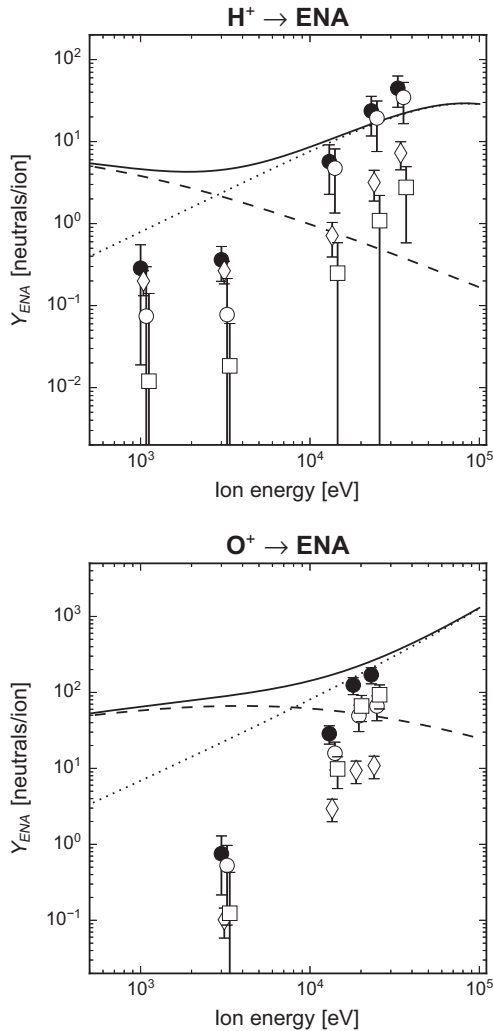 H⁺ → ENA
10²
10¹
10⁰
10⁻¹
10⁻²
Y_ENA [neutrals/ion]
10³
10⁴
10⁵
Ion energy [eV]
O⁺ → ENA
10³
10²
10¹
10⁰
10⁻¹
Y_ENA [neutrals/ion]
10³
10⁴
10⁵
Ion energy [eV]